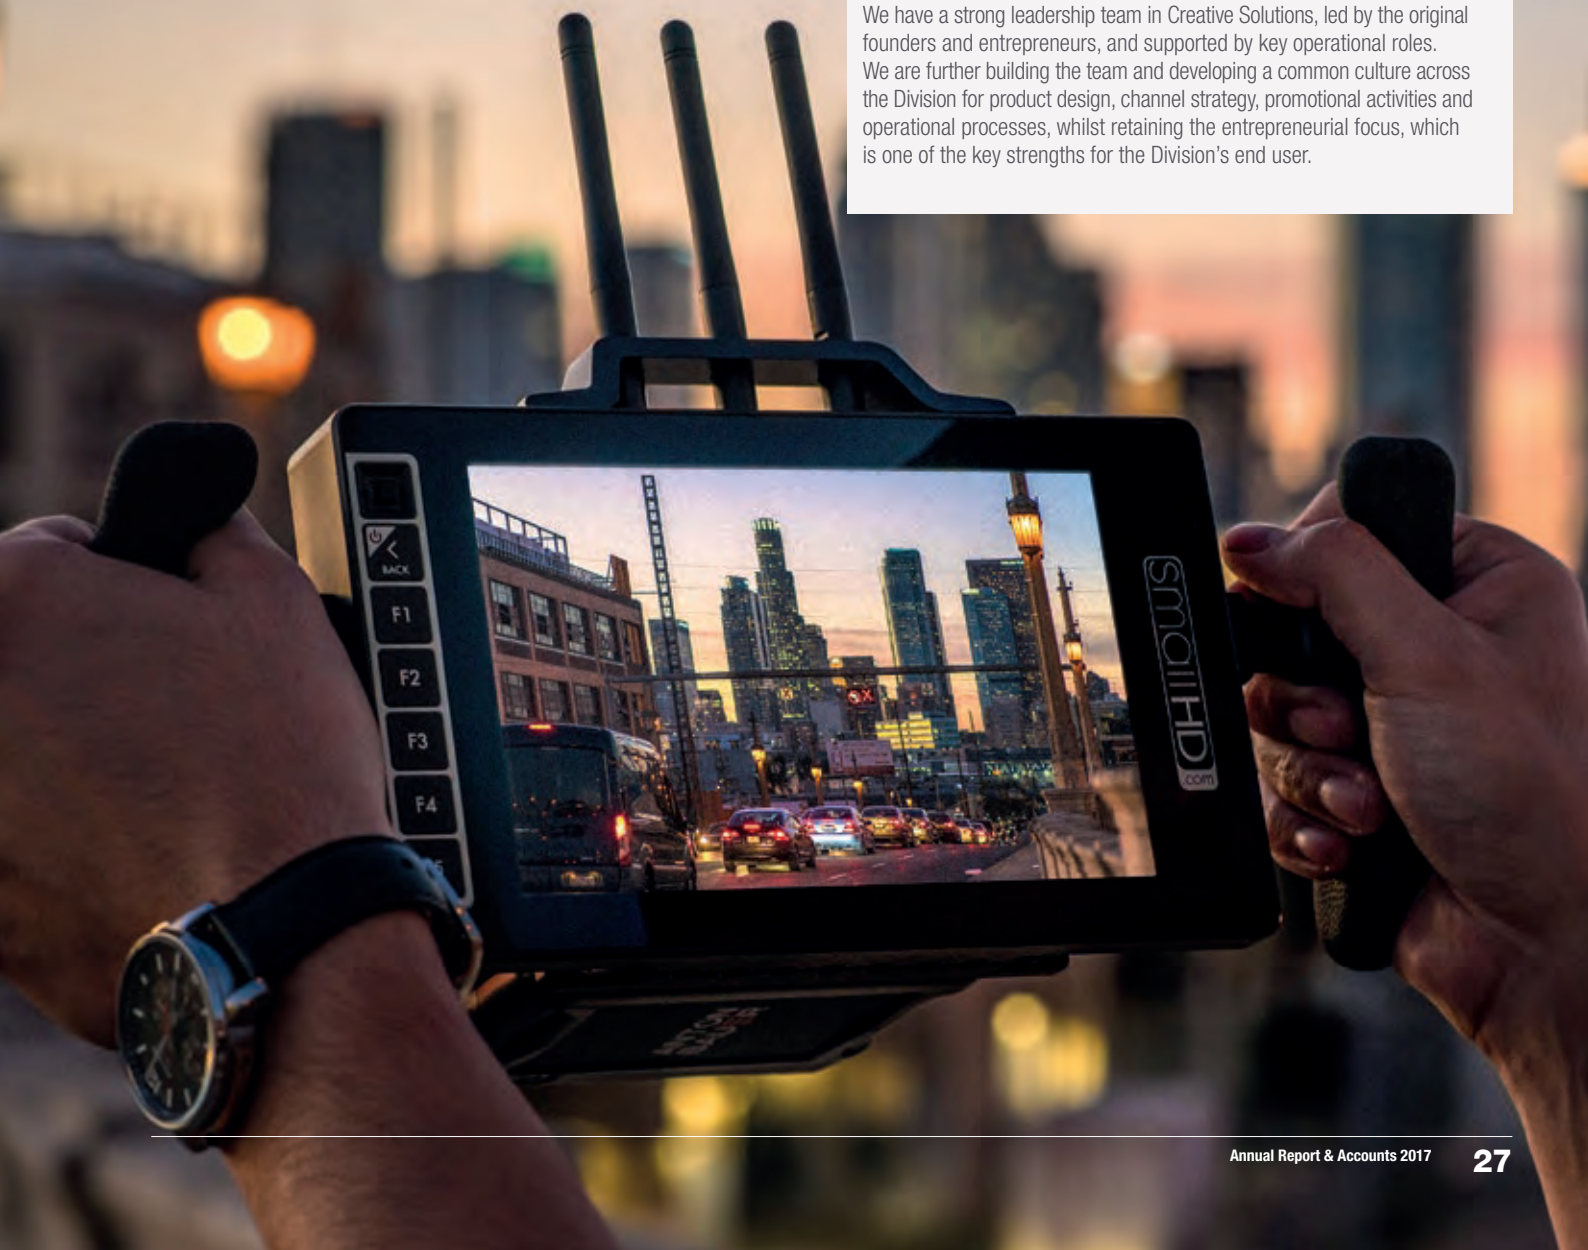 We have a strong leadership team in Creative Solutions, led by the original
founders and entrepreneurs, and supported by key operational roles.
We are further building the team and developing a common culture across
the Division for product design, channel strategy, promotional activities and
operational processes, whilst retaining the entrepreneurial focus, which
is one of the key strengths for the Division's end user.
BACK
F1
F2
F3
F4
smallHD
.com
Annual Report & Accounts 2017
27